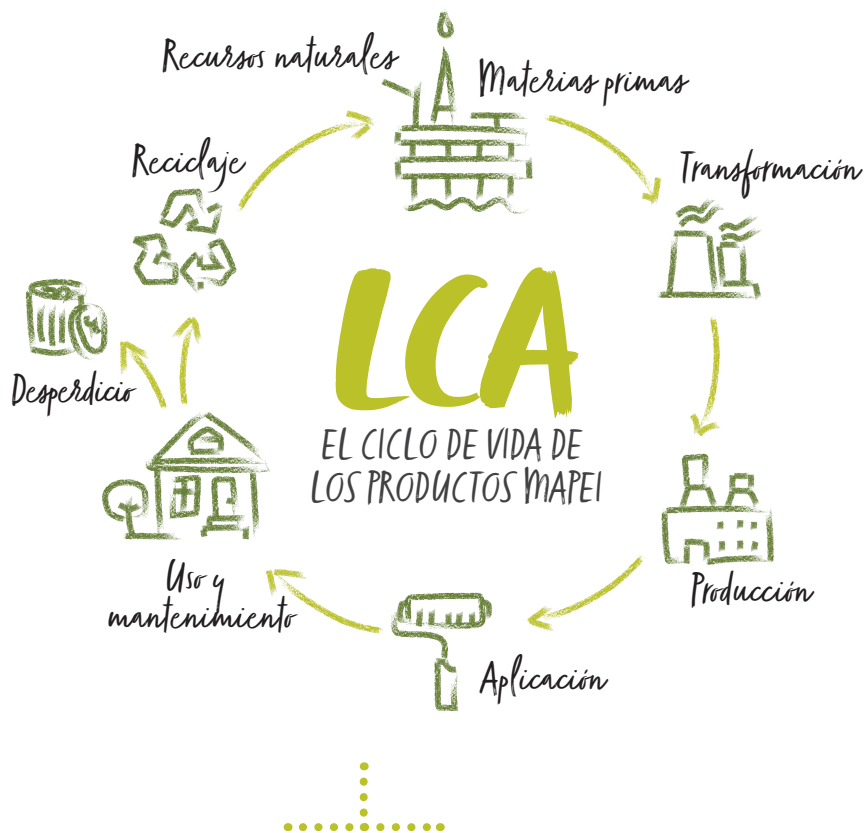 Recursos naturales
Materias primas
Reciclaje
Transformación
LCA
Desperdicio
EL CICLO DE VIDA DE
LOS PRODUCTOS MAPEI
Uso y
mantenimiento
Producción
Aplicación